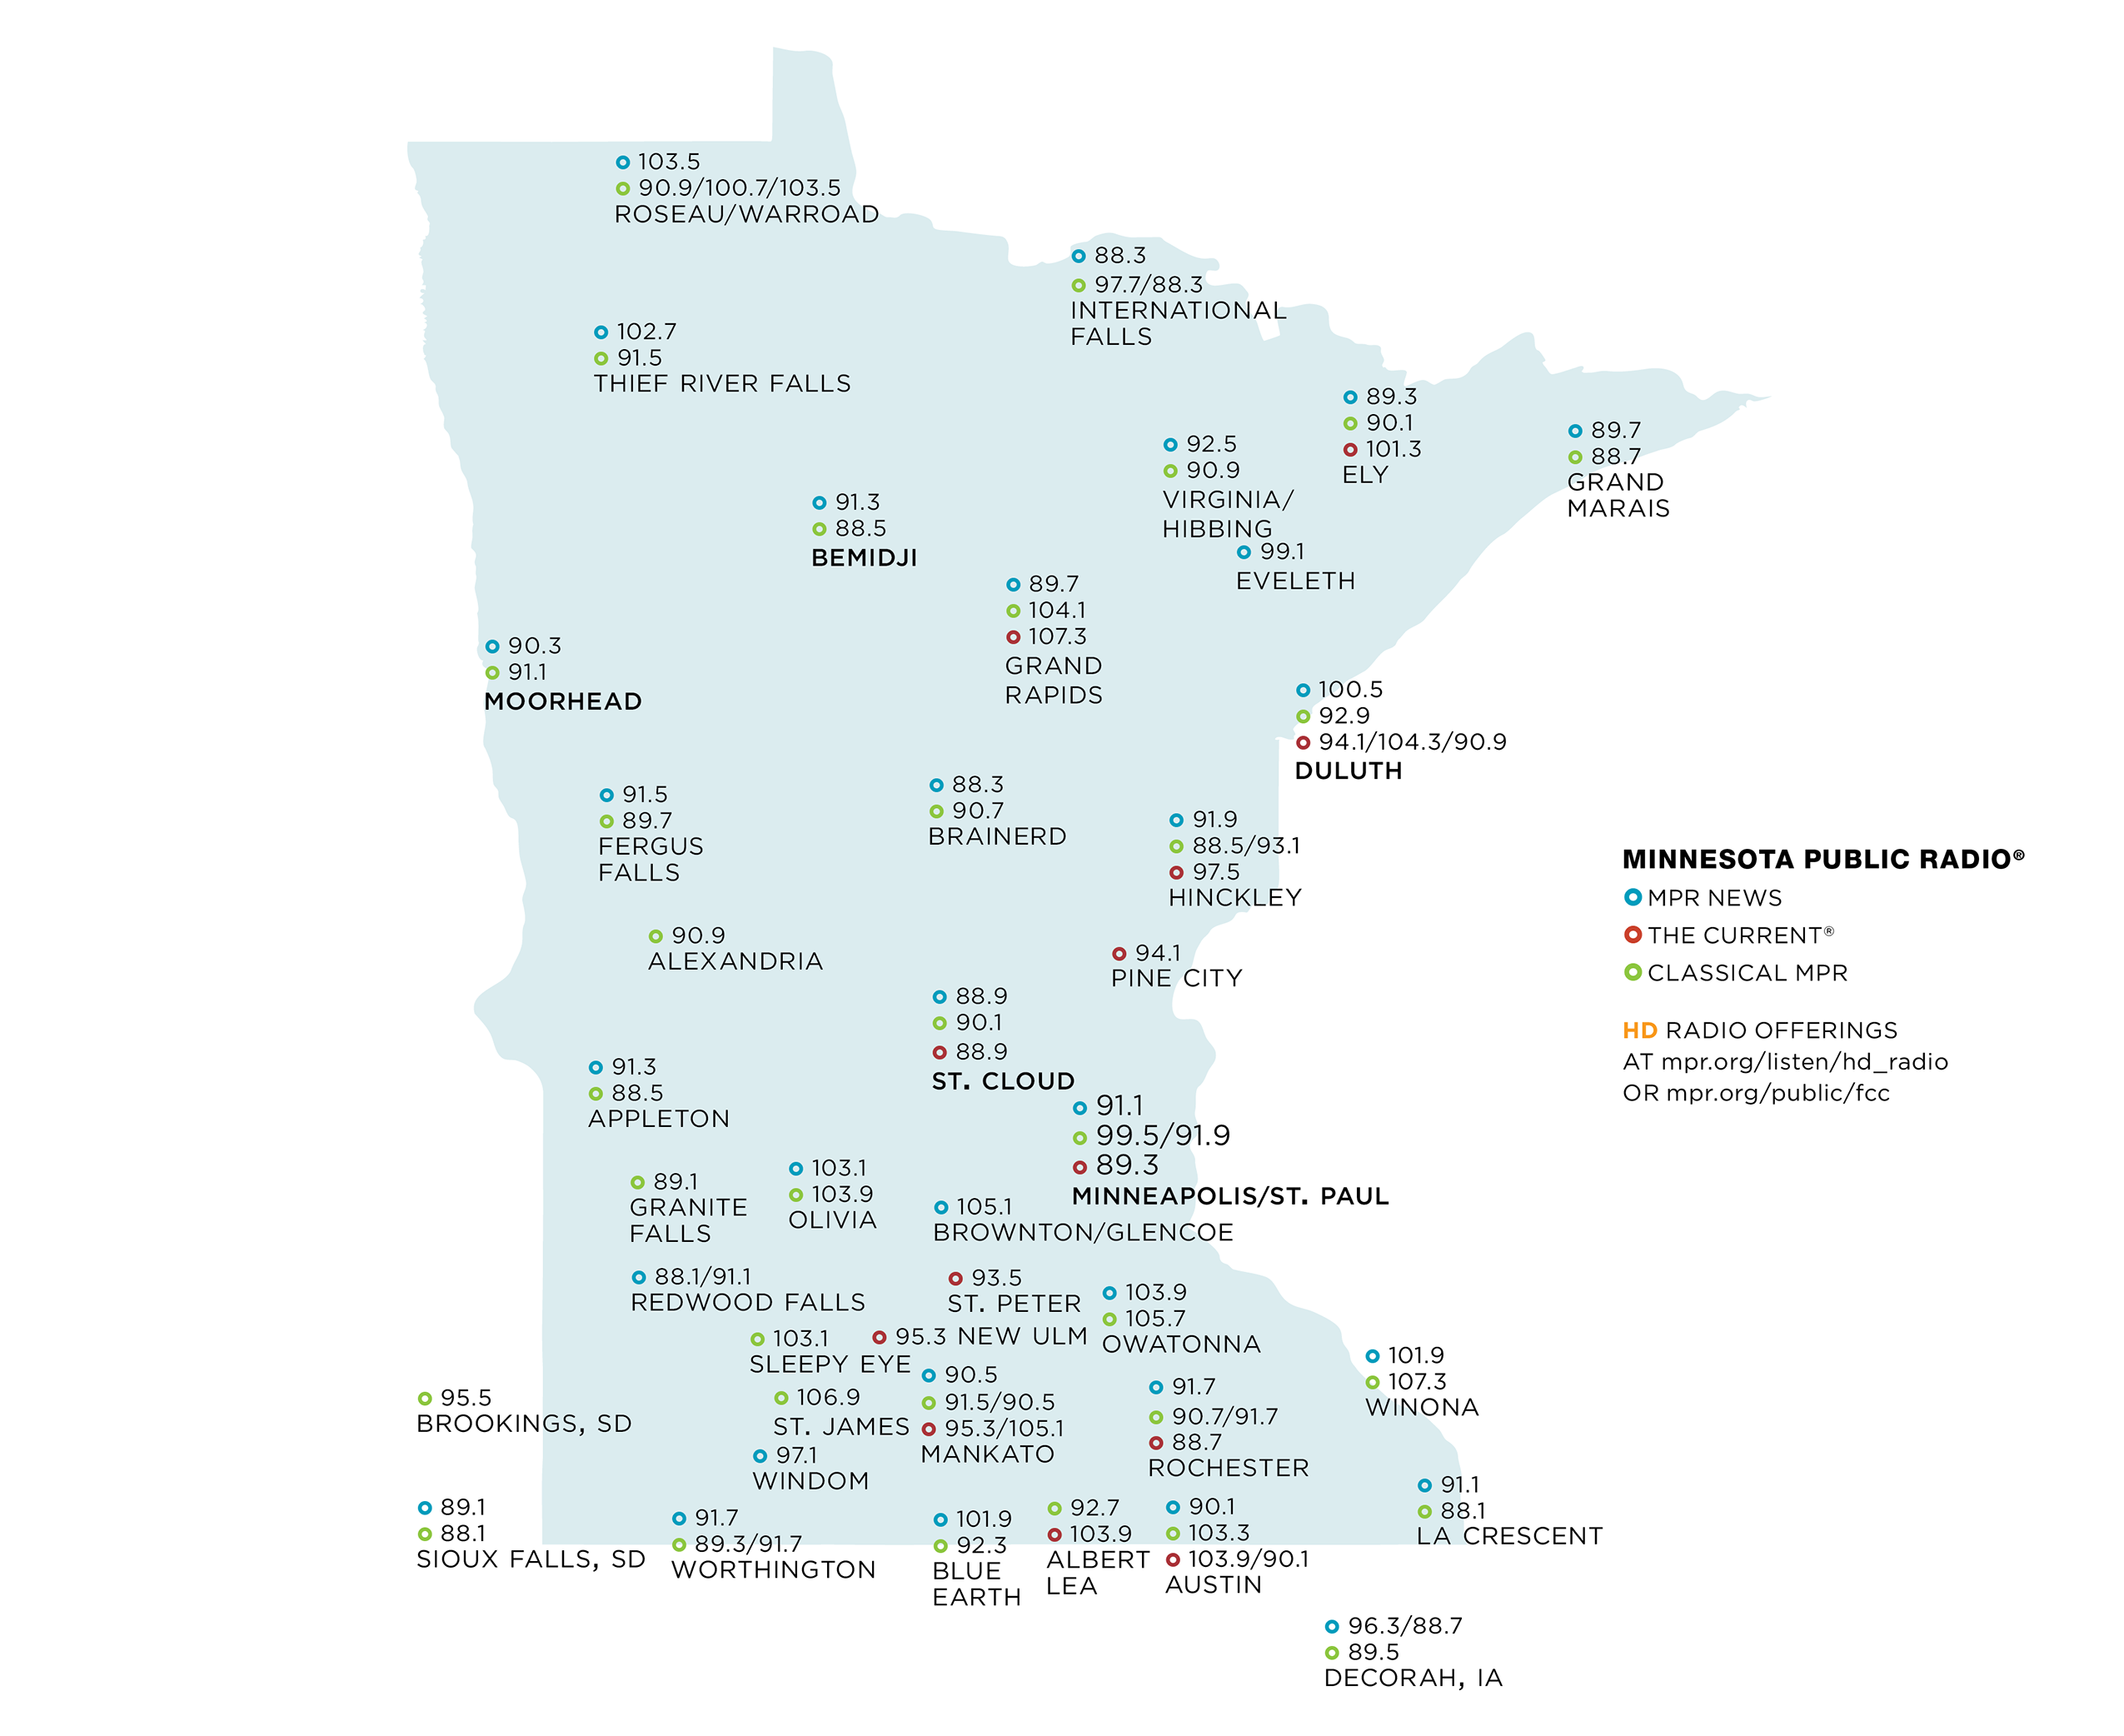 103.5
90.9/100.7/103.5
ROSEAU/WARROAD
88.3
97.7/88.3
INTERNATIONAL
FALLS
102.7
91.5
THIEF RIVER FALLS
89.3
90.1
101.3
ELY
89.7
88.7
GRAND
MARAIS
92.5
90.9
VIRGINIA/
HIBBING
99.1
EVELETH
91.3
88.5
BEMIDJI
89.7
104.1
107.3
GRAND
RAPIDS
90.3
91.1
MOORHEAD
100.5
92.9
94.1/104.3/90.9
DULUTH
91.5
89.7
FERGUS
FALLS
88.3
90.7
BRAINERD
91.9
88.5/93.1
97.5
HINCKLEY
90.9
ALEXANDRIA
94.1
PINE CITY
88.9
90.1
88.9
ST. CLOUD
91.3
88.5
APPLETON
91.1
99.5/91.9
89.3
MINNEAPOLIS/ST. PAUL
89.1
GRANITE
FALLS
103.1
103.9
OLIVIA
105.1
BROWNTON/GLENCOE
88.1/91.1
REDWOOD FALLS
93.5
ST. PETER
103.9
105.7
OWATONNA
103.1
SLEEPY EYE
95.3 NEW ULM
90.5
91.5/90.5
95.3/105.1
MANKATO
106.9
ST. JAMES
97.1
WINDOM
91.7
90.7/91.7
88.7
ROCHESTER
101.9
107.3
WINONA
95.5
BROOKINGS, SD
89.1
88.1
SIOUX FALLS, SD
91.7
89.3/91.7
WORTHINGTON
101.9
92.3
BLUE
EARTH
92.7
103.9
ALBERT
LEA
90.1
103.3
103.9/90.1
AUSTIN
91.1
88.1
LA CRESCENT
96.3/88.7
89.5
DECORAH, IA
MINNESOTA PUBLIC RADIO®
MPR NEWS
THE CURRENT®
CLASSICAL MPR
HD RADIO OFFERINGS
AT mpr.org/listen/hd_radio
OR mpr.org/public/fcc